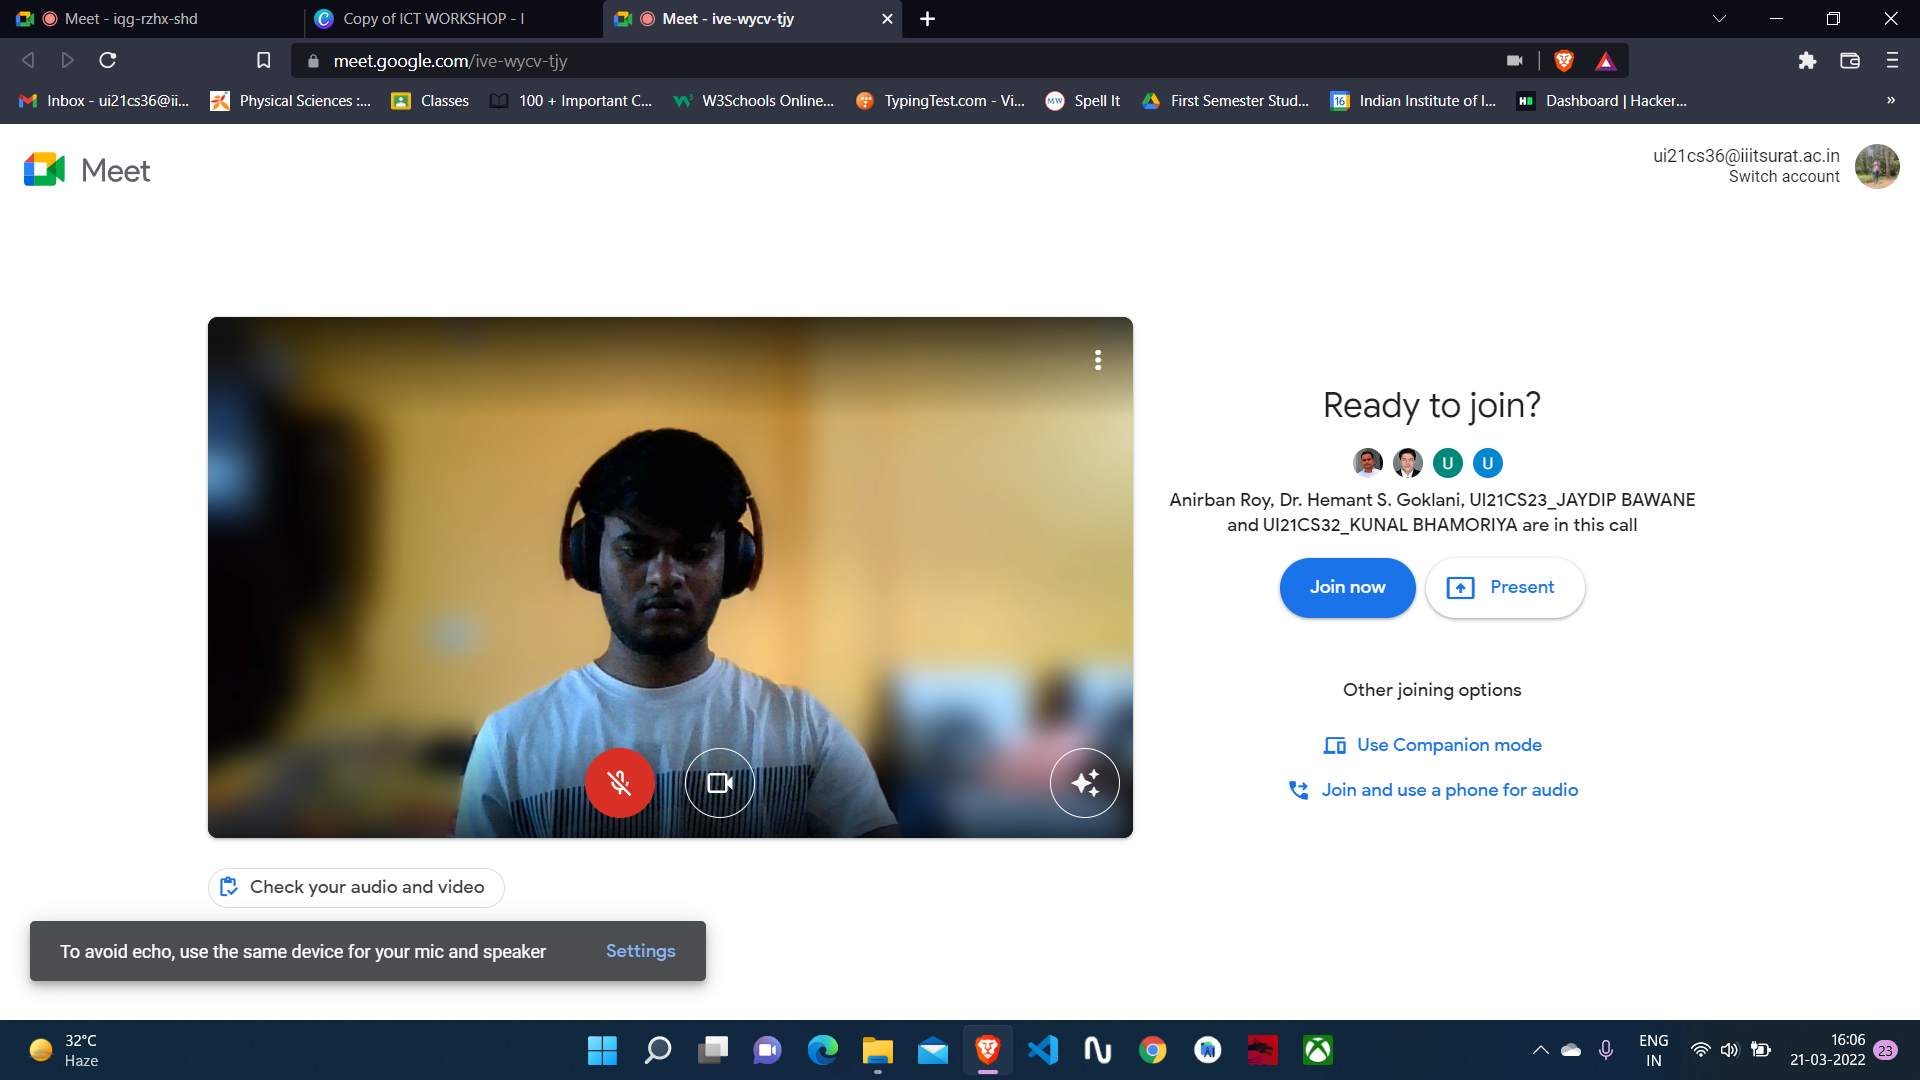 Meet - iqg-rzhx-shd
Copy of ICT WORKSHOP - I
Meet - ive-wycv-tjy
meet.google.com/ive-wycv-tjy
Inbox - ui21cs36@ii...
Physical Sciences :...
Classes
100 + Important C...
W3Schools Online...
TypingTest.com - Vi...
Spell It
First Semester Stud...
Indian Institute of I...
Dashboard | Hacker...
»
Meet
ui21cs36@iiitsurat.ac.in
Switch account
Ready to join?
U
U
Anirban Roy, Dr. Hemant S. Goklani, UI21CS23_JAYDIP BAWANE
and UI21CS32_KUNAL BHAMORIYA are in this call
Join now
Present
Other joining options
Use Companion mode
Join and use a phone for audio
Check your audio and video
To avoid echo, use the same device for your mic and speaker
Settings
32°C
Haze
ENG
IN
16:06
21-03-2022
23